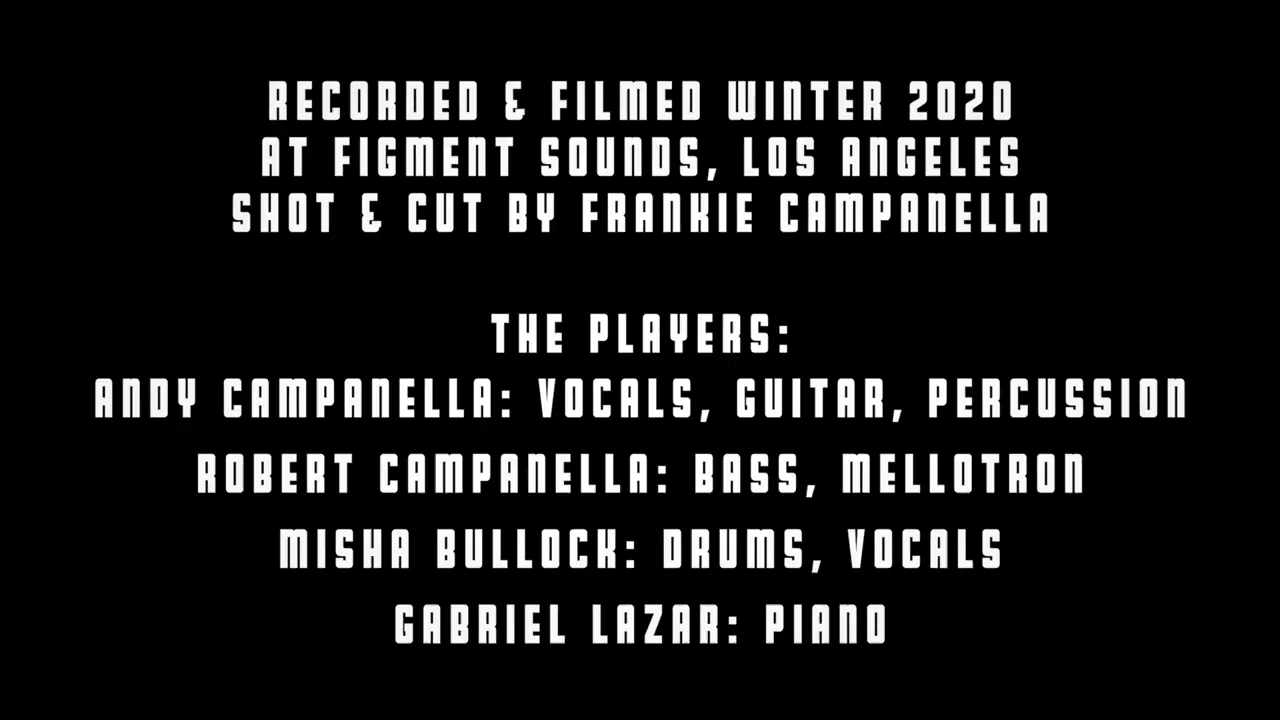 RECORDED & FILMED WINTER 2020
AT FIGMENT SOUNDS, LOS ANGELES
SHOT & CUT BY FRANKIE CAMPANELLA
THE PLAYERS:
ANDY CAMPANELLA: VOCALS, GUITAR, PERCUSSION
ROBERT CAMPANELLA: BASS, MELLOTRON
MISHA BULLOCK: DRUMS, VOCALS
GABRIEL LAZAR: PIANO